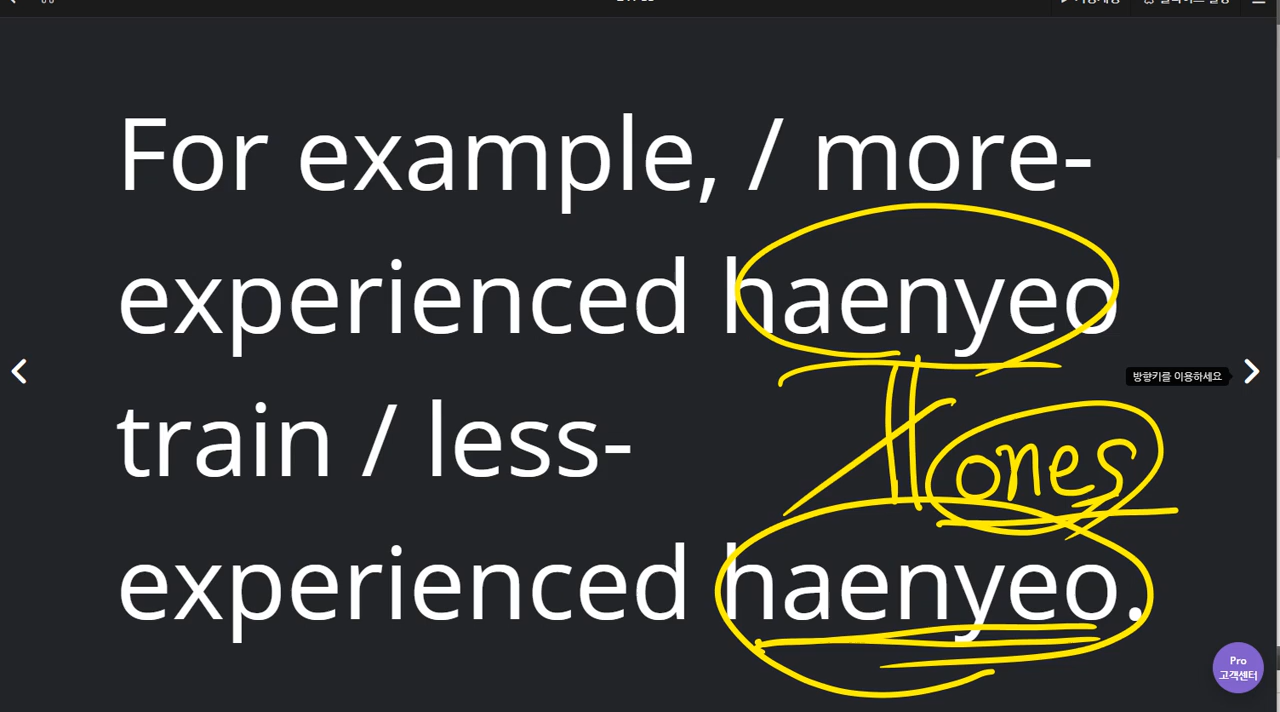 For example, / more-
experienced haenyeo
방향키를 이용하세요
train / less-
ones
experienced haenyeo.
Pro
고객센터